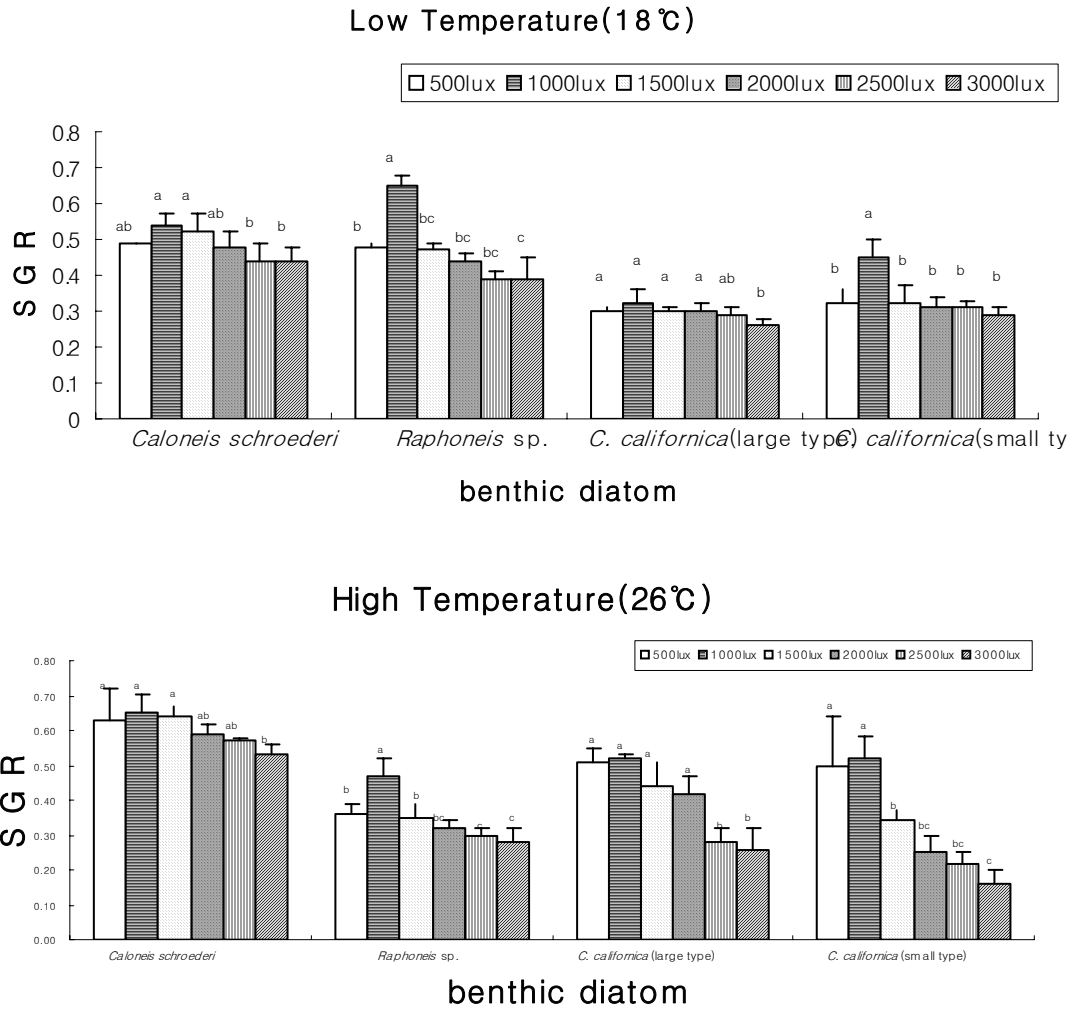 Low Temperature(18℃)
500lux 1000lux 1500lux 2000lux 2500lux 3000lux
0.8
0.7
0.6
0.5
0.4
0.3
0.2
0.1
0
SGR
ab a a ab b b
b a bc bc bc c
a a a a ab b
b a b b b b
Caloneis schroederi Raphoneis sp. C. californica(large type) C. californica(small ty
benthic diatom
High Temperature(26℃)
500lux 1000lux 1500lux 2000lux 2500lux 3000lux
0.80
0.70
0.60
0.50
0.40
0.30
0.20
0.10
0.00
SGR
a a a ab ab b
b a b bc c c
a a a a b b
a a b bc bc c
Caloneis schroederi Raphoneis sp. C. californica (large type) C. californica (small type)
benthic diatom